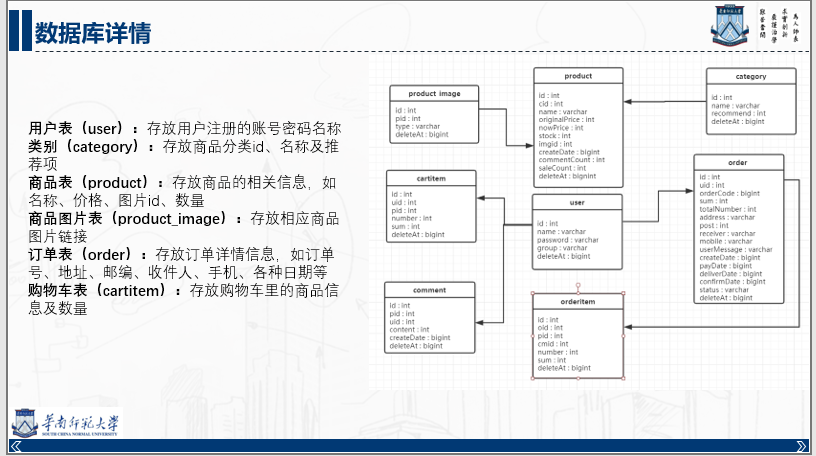 数据库详情
用户表（user）：存放用户注册的账号密码名称
类别（category）：存放商品分类id、名称及推
荐项
商品表（product）：存放商品的相关信息，如
名称、价格、图片id、数量
商品图片表（product_image）：存放相应商品
图片链接
订单表（order）：存放订单详情信息，如订单
号、地址、邮编、收件人、手机、各种日期等
购物车表（cartitem）：存放购物车里的商品信
息及数量
product image
id : int
pid : int
type : varchar
deleteAt : bigint
product
id : int
cid : int
name : varchar
originalPrice : int
nowPrice : int
stock : int
imgid : int
createDate : bigint
commentCount : int
saleCount : int
deleteAt : bignint
category
id : int
name : varchar
recommend : int
deleteAt : bigint
cartitem
id : int
uid : int
pid : int
number : int
sum : int
deleteAt : bigint
user
id : int
name : varchar
password : varchar
group : varchar
deleteAt : bigint
order
id : int
uid : int
orderCode : bigint
sum : int
totalNumber : int
address : varchar
post : int
receiver : varchar
mobile : varchar
userMessage : varchar
createDate : bigint
payDate : bigint
deliverDate : bigint
confirmDate : bigint
status : varchar
deleteAt : bigint
comment
id : int
pid : int
uid : int
content : int
createDate : bigint
deleteAt : bigint
orderitem
id : int
oid : int
pid : int
cmid : int
number : int
sum : int
deleteAt : bigint
华南师范大学
SOUTH CHINA NORMAL UNIVERSITY